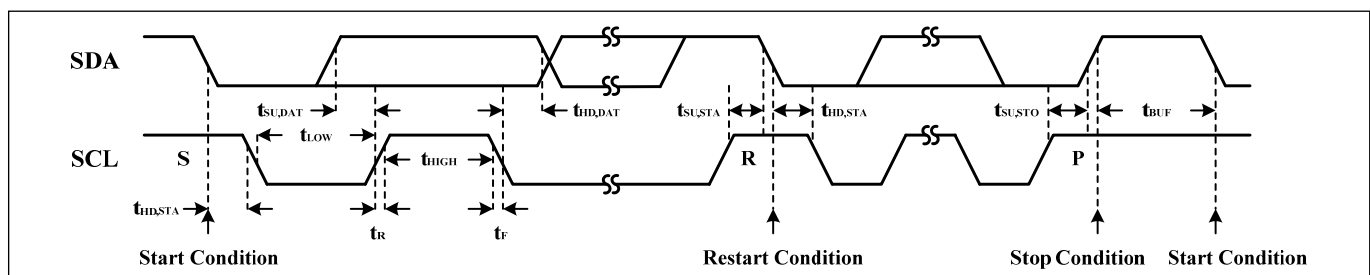 SDA
tSU,DAT
tHD,DAT
tSU,STA
tHD,STA
tSU,STO
tBUF
tLOW
SCL
S
tHIGH
R
P
tHD,STA
tR
tF
Start Condition
Restart Condition
Stop Condition
Start Condition